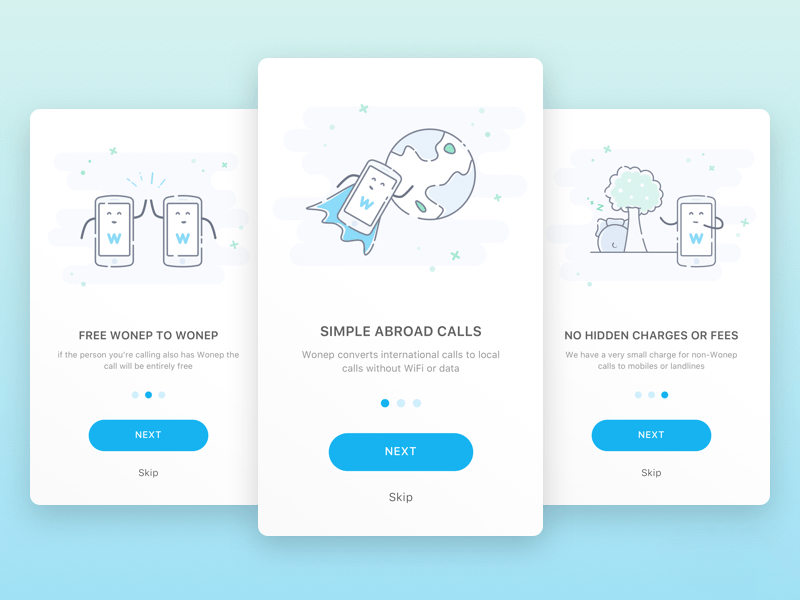 W
W
FREE WONEP TO WONEP
if the person you're calling also has Wonep the
call will be entirely free
NEXT
Skip
W
SIMPLE ABROAD CALLS
Wonep converts international calls to local
calls without WiFi or data
NEXT
Skip
z
z
W
NO HIDDEN CHARGES OR FEES
We have a very small charge for non-Wonep
calls to mobiles or landlines
NEXT
Skip